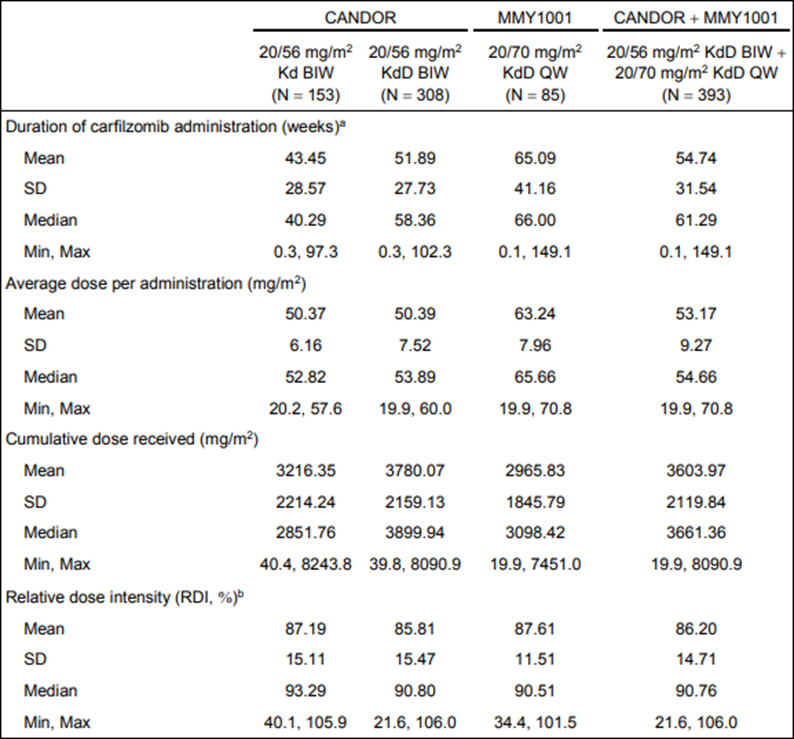 CANDOR MMY1001 CANDOR + MMY1001
20/56 mg/m2 20/56 mg/m2 20/70 mg/m2 20/56 mg/m2 KdD BIW +
Kd BIW KdD BIW KdD QW 20/70 mg/m2 KdD QW
(N = 153) (N = 308) (N = 85) (N = 393)
Duration of carfilzomib administration (weeks)a
Mean 43.45 51.89 65.09 54.74
SD 28.57 27.73 41.16 31.54
Median 40.29 58.36 66.00 61.29
Min, Max 0.3, 97.3 0.3, 102.3 0.1, 149.1 0.1, 149.1
Average dose per administration (mg/m2)
Mean 50.37 50.39 63.24 53.17
SD 6.16 7.52 7.96 9.27
Median 52.82 53.89 65.66 54.66
Min, Max 20.2, 57.6 19.9, 60.0 19.9, 70.8 19.9, 70.8
Cumulative dose received (mg/m2)
Mean 3216.35 3780.07 2965.83 3603.97
SD 2214.24 2159.13 1845.79 2119.84
Median 2851.76 3899.94 3098.42 3661.36
Min, Max 40.4, 8243.8 39.8, 8090.9 19.9, 7451.0 19.9, 8090.9
Relative dose intensity (RDI, %)b
Mean 87.19 85.81 87.61 86.20
SD 15.11 15.47 11.51 14.71
Median 93.29 90.80 90.51 90.76
Min, Max 40.1, 105.9 21.6, 106.0 34.4, 101.5 21.6, 106.0